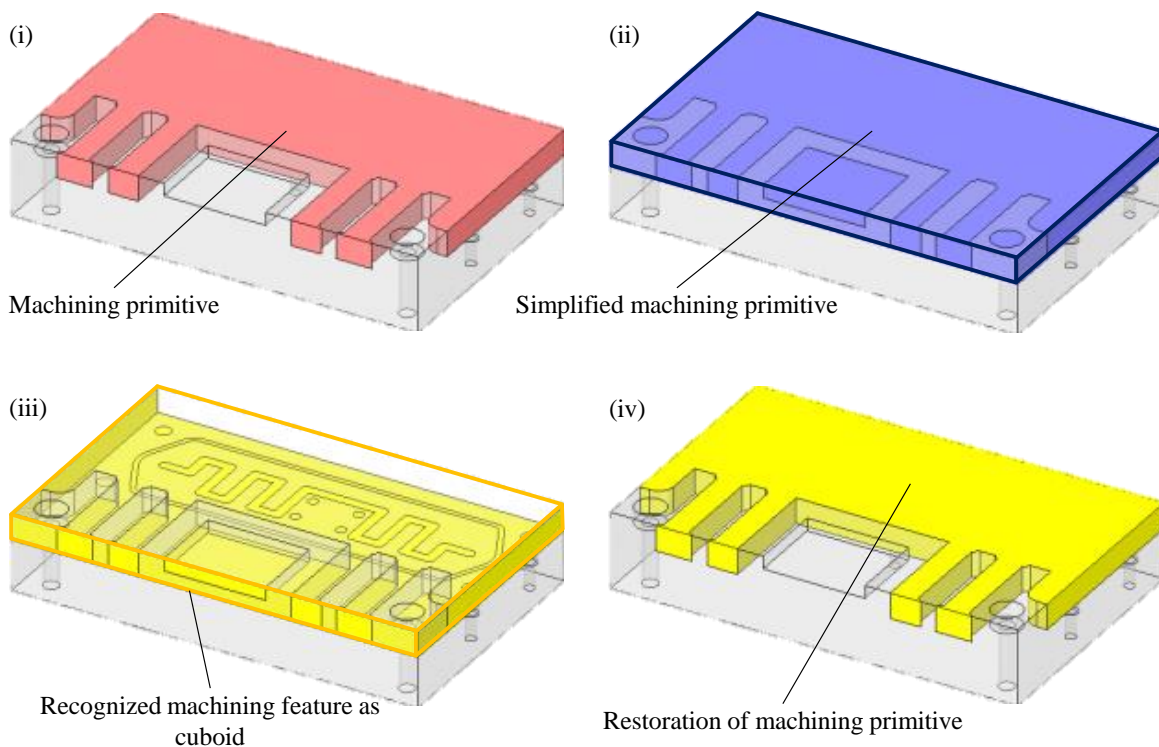 (i)
(ii)
Machining primitive
Simplified machining primitive
(iii)
(iv)
Recognized machining feature as
cuboid
Restoration of machining primitive